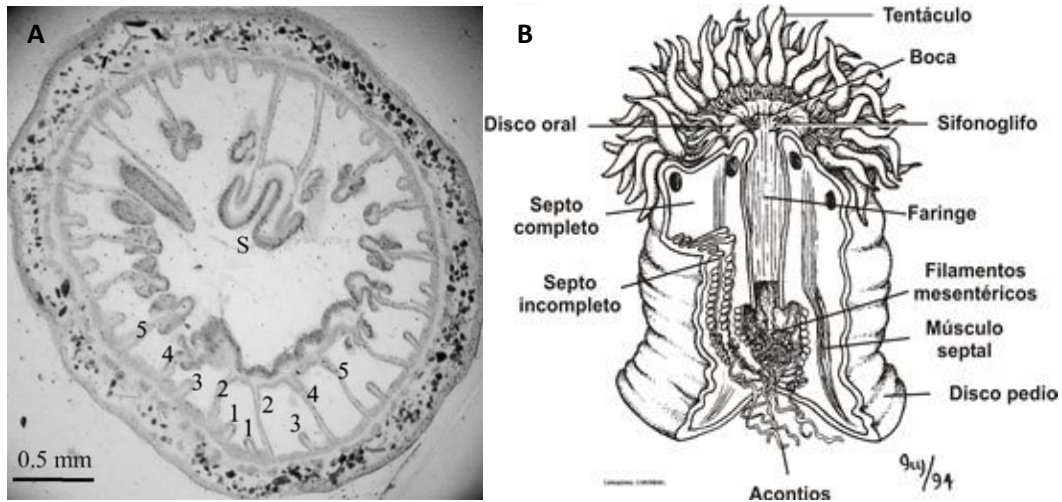 A
S
5
4
3
2
1
1
2
3
4
5
0.5 mm
B
Tentáculo
Boca
Disco oral
Sifonoglifo
Septo
completo
Faringe
Septo
incompleto
Filamentos
mesentéricos
Músculo
septal
Disco pedio
Acontios
94